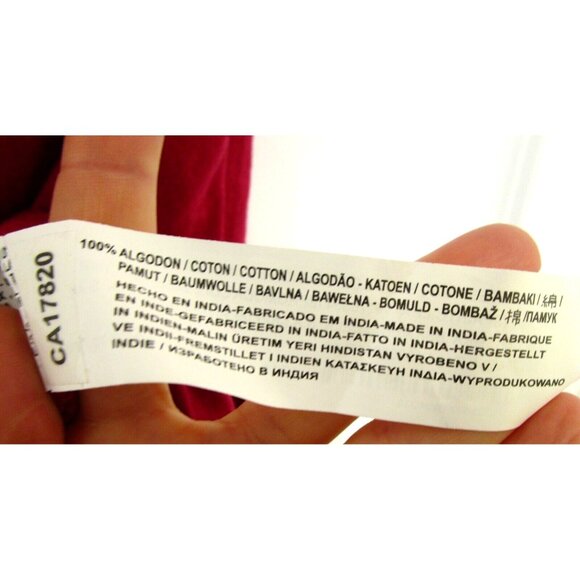 100% ALGODON / COTON / COTTON / ALGODÃO - KATOEN / COTONE / BAMBAKI / 綿 /
PAMUT / BAUMWOLLE / BAVLNA / BAWEŁNA - BOMULD - BOMBAŽ / 棉 / ПАМУК
HECHO EN INDIA-FABRICADO EM ÍNDIA-MADE IN INDIA-FABRIQUE
EN INDE-GEFABRICEERD IN INDIA-FATTO IN INDIA-HERGESTELLT
IN INDIEN-MALIN ÜRETIM YERI HINDISTAN VYROBENO V /
VE INDII-FREMSTILLET I INDIEN ΚΑΤΑΣΚΕΥΗ ΙΝΔΙΑ-WYPRODUKOWANO
INDIE / ИЗРАБОТЕНО В ИНДИЯ
CA17820